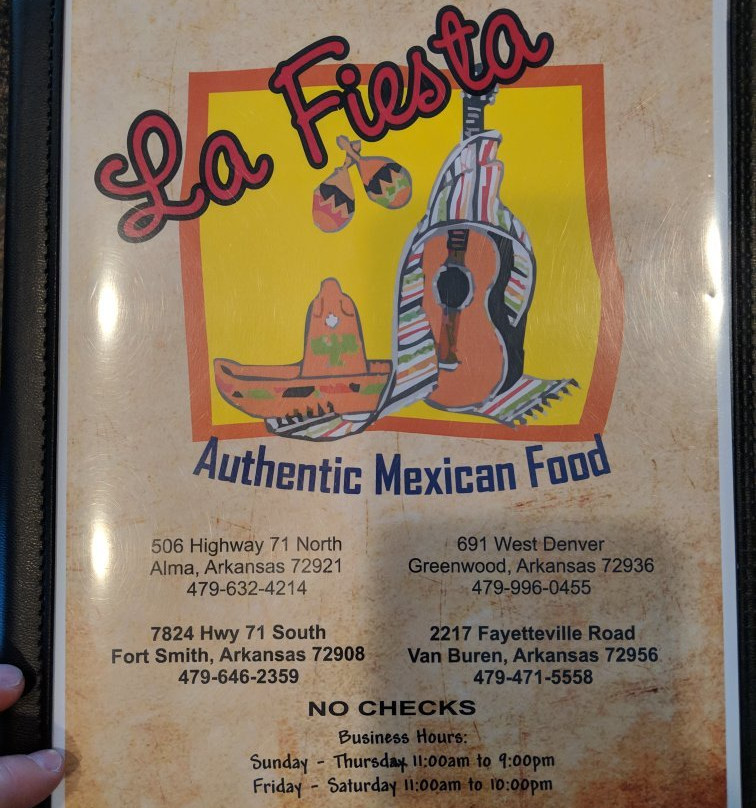 La Fiesta
Authentic Mexican Food
506 Highway 71 North
Alma, Arkansas 72921
479-632-4214
691 West Denver
Greenwood, Arkansas 72936
479-996-0455
7824 Hwy 71 South
Fort Smith, Arkansas 72908
479-646-2359
2217 Fayetteville Road
Van Buren, Arkansas 72956
479-471-5558
NO CHECKS
Business Hours:
Sunday - Thursday 11:00am to 9:00pm
Friday - Saturday 11:00am to 10:00pm